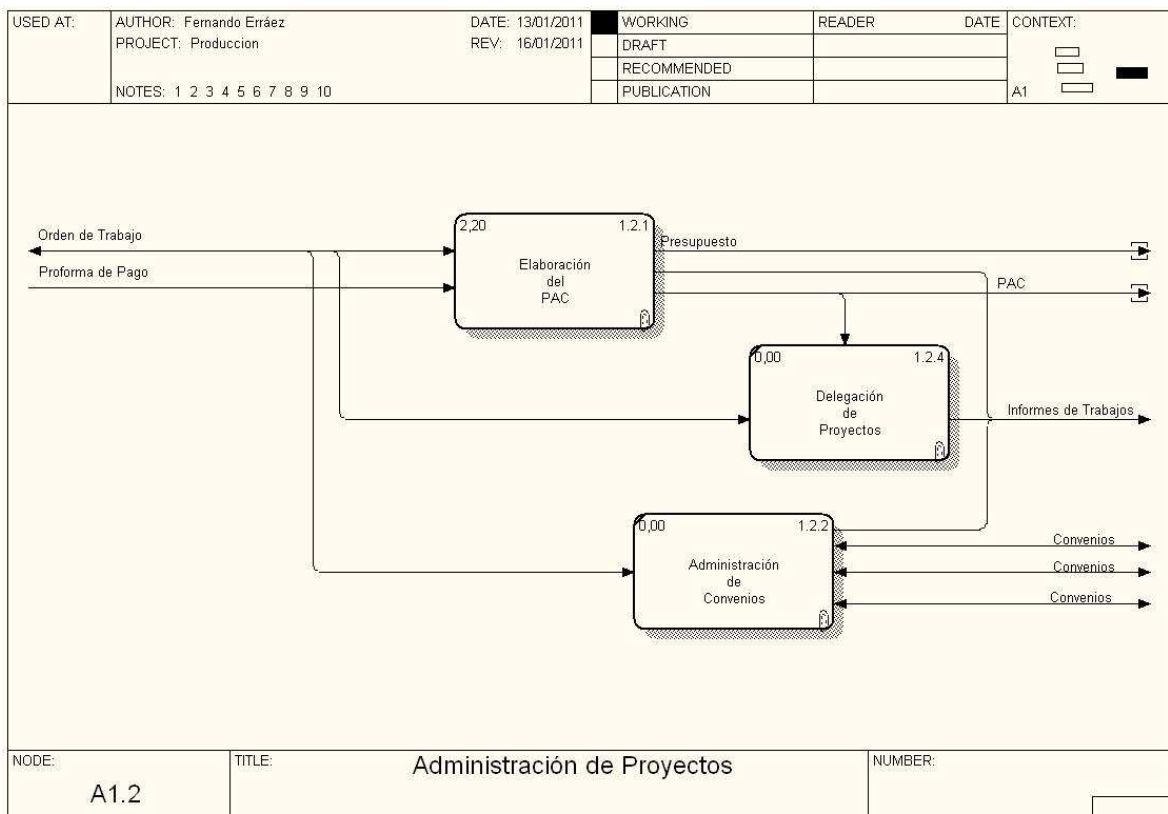 USED AT:
AUTHOR: Fernando Erráez
DATE: 13/01/2011
PROJECT: Produccion
REV: 16/01/2011
NOTES: 1 2 3 4 5 6 7 8 9 10
WORKING
DRAFT
RECOMMENDED
PUBLICATION
READER
DATE
CONTEXT:
A1
Orden de Trabajo
Proforma de Pago
2,20
1.2.1
Elaboración
del
PAC
Presupuesto
PAC
0,00
1.2.4
Delegación
de
Proyectos
Informes de Trabajos
0,00
1.2.2
Administración
de
Convenios
Convenios
Convenios
Convenios
NODE:
A1.2
TITLE:
Administración de Proyectos
NUMBER: